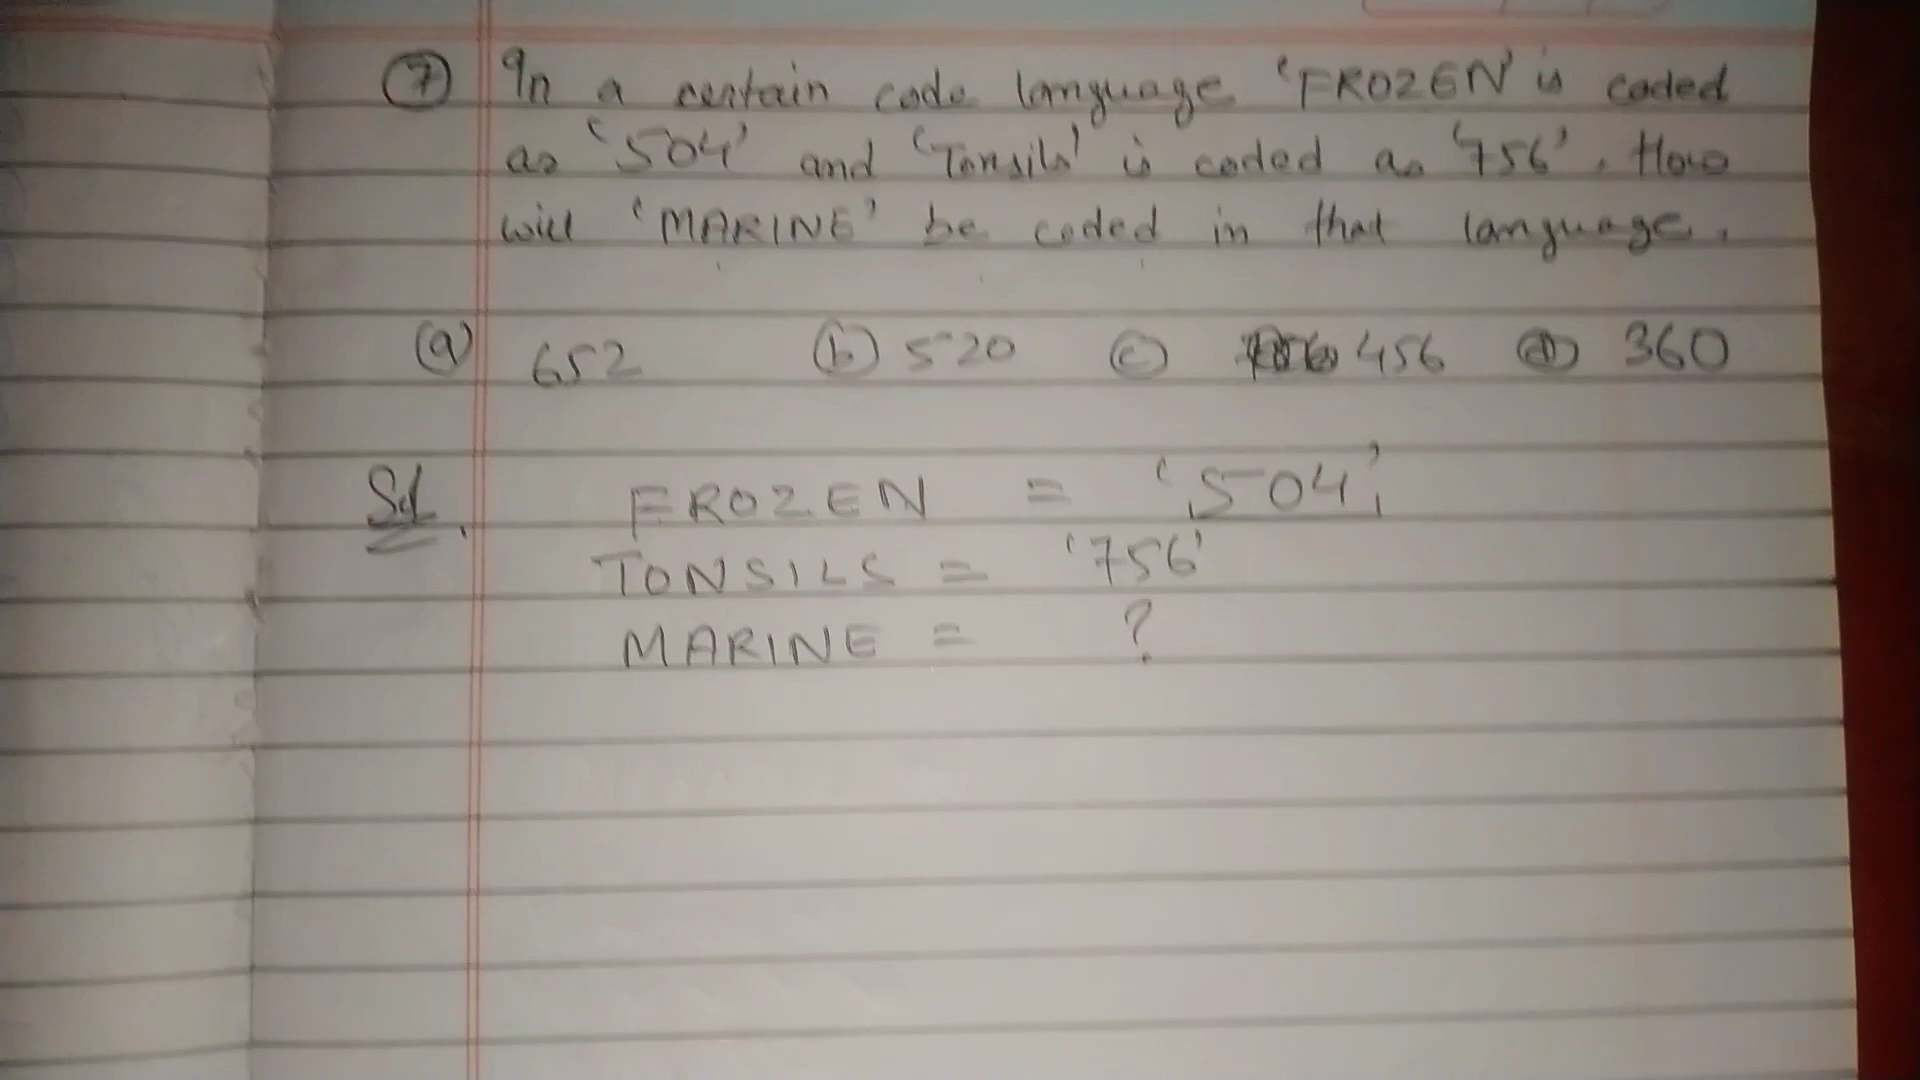 7 In a certain code language 'FROZEN' is coded
as '504' and 'Tonsils' is coded as '756'. How
will 'MARINE' be coded in that language.
(a) 652 (b) 520 (c) 456 (d) 360
Sol. FROZEN = '504',
TONSILS = '756'
MARINE = ?